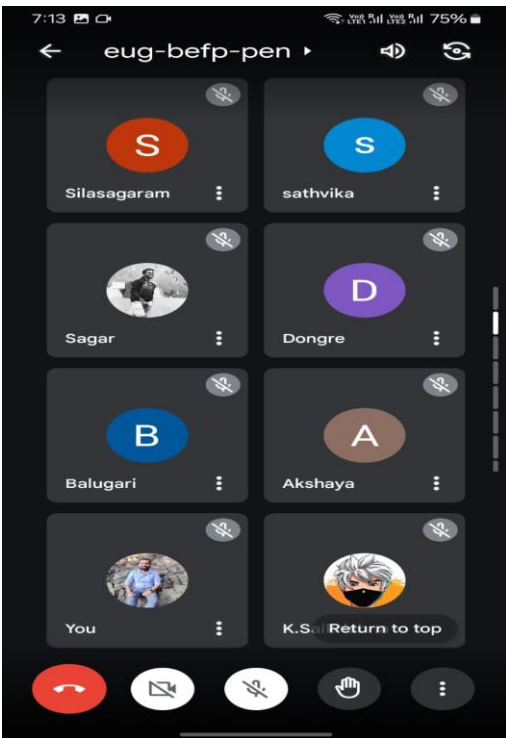 7:13 75%
eug-befp-pen
S s
Silasagaram sathvika
D
Sagar Dongre
B A
Balugari Akshaya
You K.S
Return to top